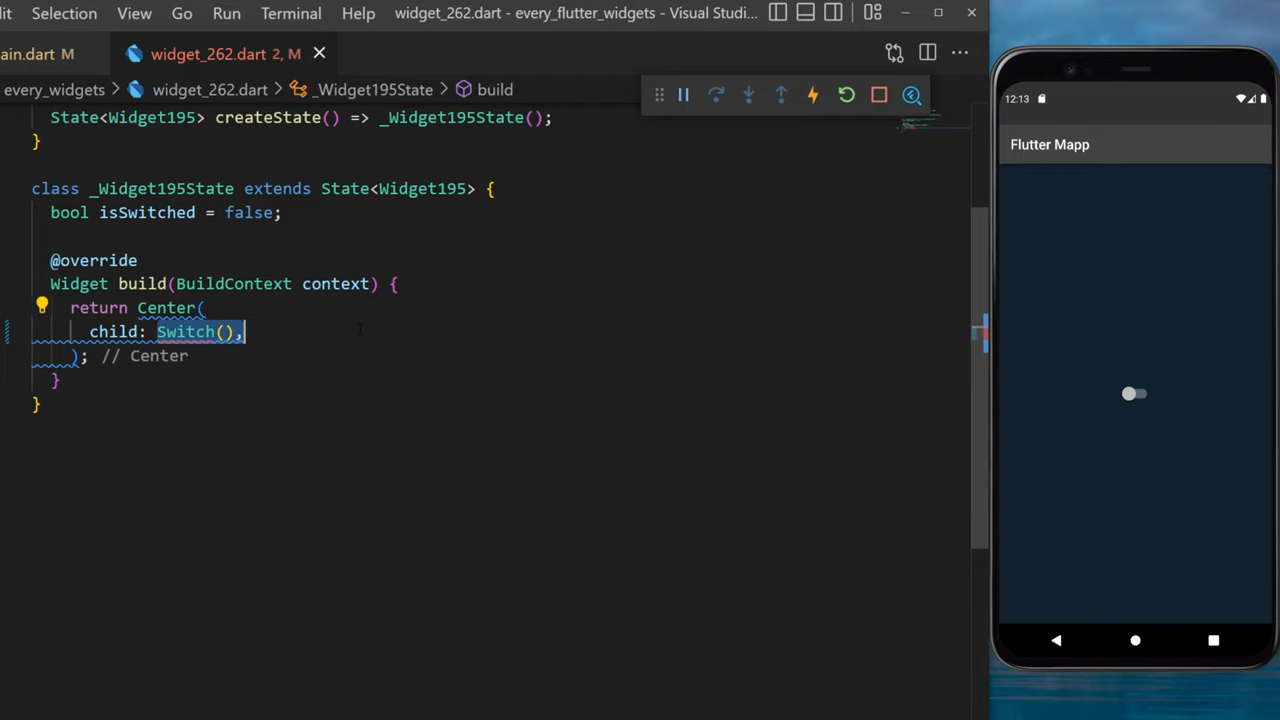 it Selection View Go Run Terminal Help widget_262.dart - every_flutter_widgets - Visual Studi...
ain.dart M widget_262.dart 2, M
every_widgets > widget_262.dart > _Widget195State > build
State<Widget195> createState() => _Widget195State();
}
class _Widget195State extends State<Widget195> {
bool isSwitched = false;
@override
Widget build(BuildContext context) {
return Center(
child: Switch(),
); // Center
}
}
12:13
Flutter Mapp